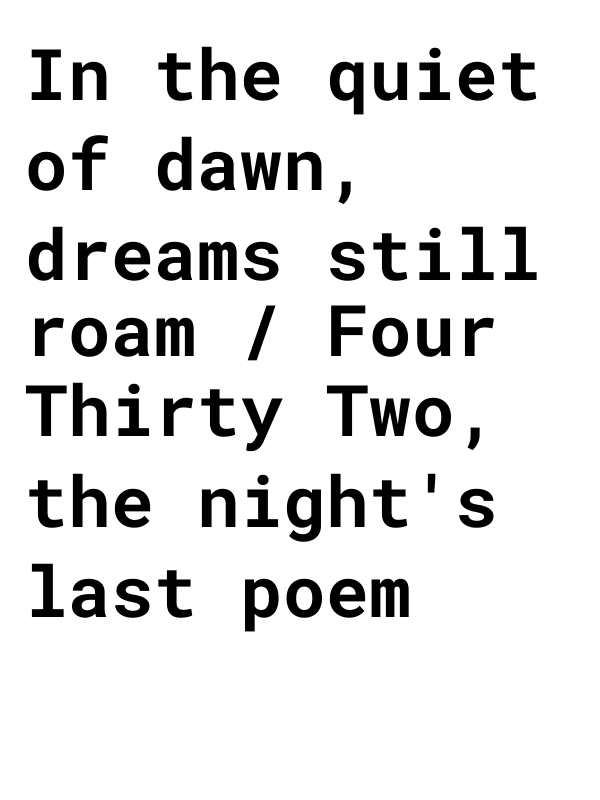 In the quiet
of dawn,
dreams still
roam / Four
Thirty Two,
the night's
last poem